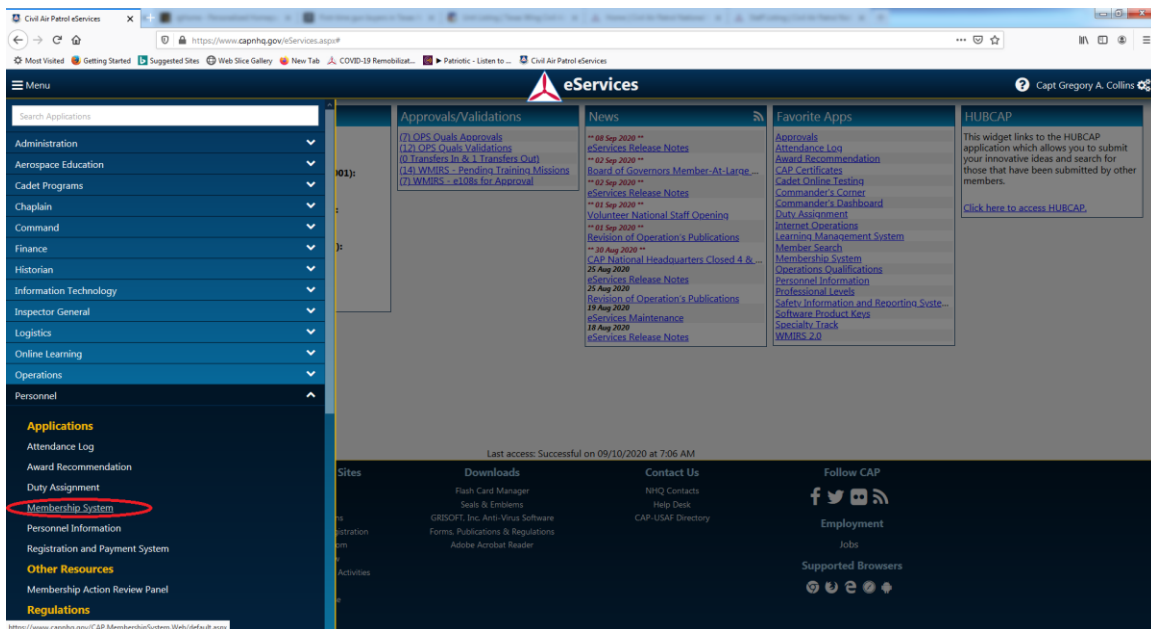 Civil Air Patrol eServices
https://www.capnhq.gov/eServices.aspx#
Most Visited Getting Started Suggested Sites Web Slice Gallery New Tab COVID-19 Remobilizat... Patriotic - Listen to ... Civil Air Patrol eServices
Menu
eServices
Capt Gregory A. Collins
Search Applications
Administration
Aerospace Education
Cadet Programs
Chaplain
Command
Finance
Historian
Information Technology
Inspector General
Logistics
Online Learning
Operations
Personnel
Applications
Attendance Log
Award Recommendation
Duty Assignment
Membership System
Personnel Information
Registration and Payment System
Other Resources
Membership Action Review Panel
Regulations
https://www.capnhq.gov/CAP.MembershipSystem.Web/default.aspx
001):
):
Approvals/Validations
(7) OPS Quals Approvals
(12) OPS Quals Validations
(0 Transfers In & 1 Transfers Out)
(14) WMIRS - Pending Training Missions
(7) WMIRS - e108s for Approval
News
** 08 Sep 2020 **
eServices Release Notes
** 02 Sep 2020 **
Board of Governors Member-At-Large ...
** 02 Sep 2020 **
eServices Release Notes
** 01 Sep 2020 **
Volunteer National Staff Opening
** 01 Sep 2020 **
Revision of Operation's Publications
** 30 Aug 2020 **
CAP National Headquarters Closed 4 & ...
25 Aug 2020
eServices Release Notes
25 Aug 2020
Revision of Operation's Publications
19 Aug 2020
eServices Maintenance
18 Aug 2020
eServices Release Notes
Favorite Apps
Approvals
Attendance Log
Award Recommendation
CAP Certificates
Cadet Online Testing
Commander's Corner
Commander's Dashboard
Duty Assignment
Internet Operations
Learning Management System
Member Search
Membership System
Operations Qualifications
Personnel Information
Professional Levels
Safety Information and Reporting Syste...
Software Product Keys
Specialty Track
WMIRS 2.0
HUBCAP
This widget links to the HUBCAP
application which allows you to submit
your innovative ideas and search for
those that have been submitted by other
members.
Click here to access HUBCAP.
Last access: Successful on 09/10/2020 at 7:06 AM
Sites
Activities
Downloads
Flash Card Manager
Seals & Emblems
GRISOFT, Inc. Anti-Virus Software
Forms, Publications & Regulations
Adobe Acrobat Reader
Contact Us
NHQ Contacts
Help Desk
CAP-USAF Directory
Follow CAP
Employment
Jobs
Supported Browsers